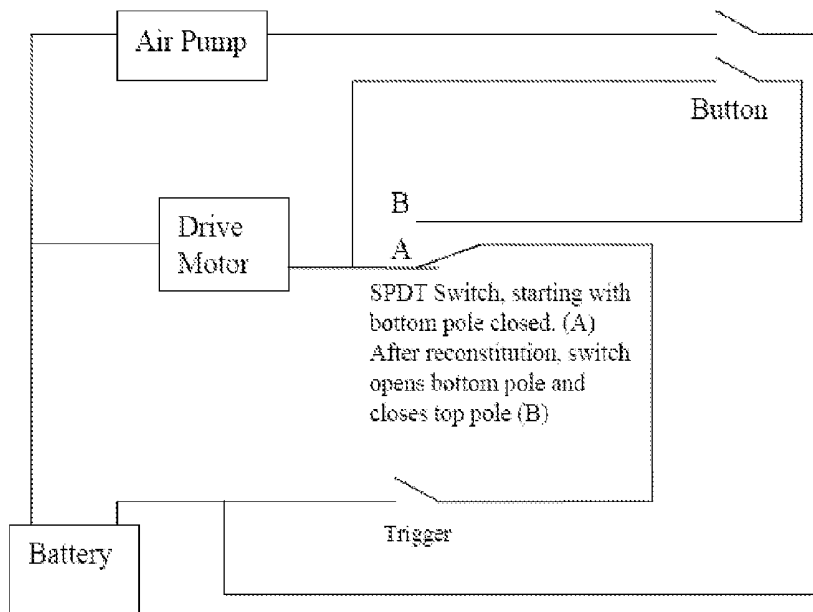 Air Pump
Button
B
Drive
Motor
A
SPDT Switch, starting with
bottom pole closed. (A)
After reconstitution, switch
opens bottom pole and
closes top pole (B)
Trigger
Battery